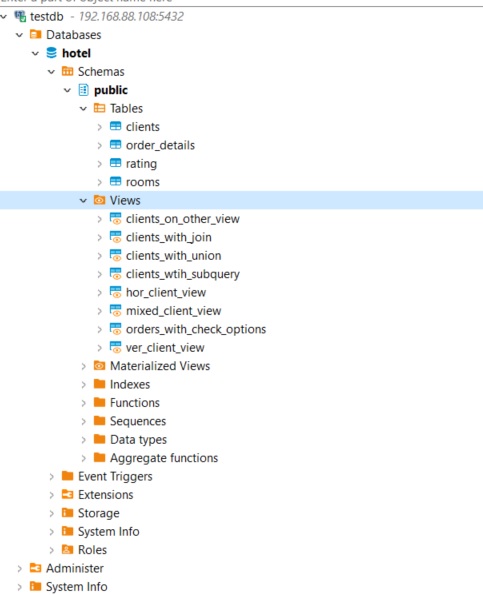 Enter a part of object name here
testdb - 192.168.88.108:5432
Databases
hotel
Schemas
public
Tables
clients
order_details
rating
rooms
Views
clients_on_other_view
clients_with_join
clients_with_union
clients_wtih_subquery
hor_client_view
mixed_client_view
orders_with_check_options
ver_client_view
Materialized Views
Indexes
Functions
Sequences
Data types
Aggregate functions
Event Triggers
Extensions
Storage
System Info
Roles
Administer
System Info